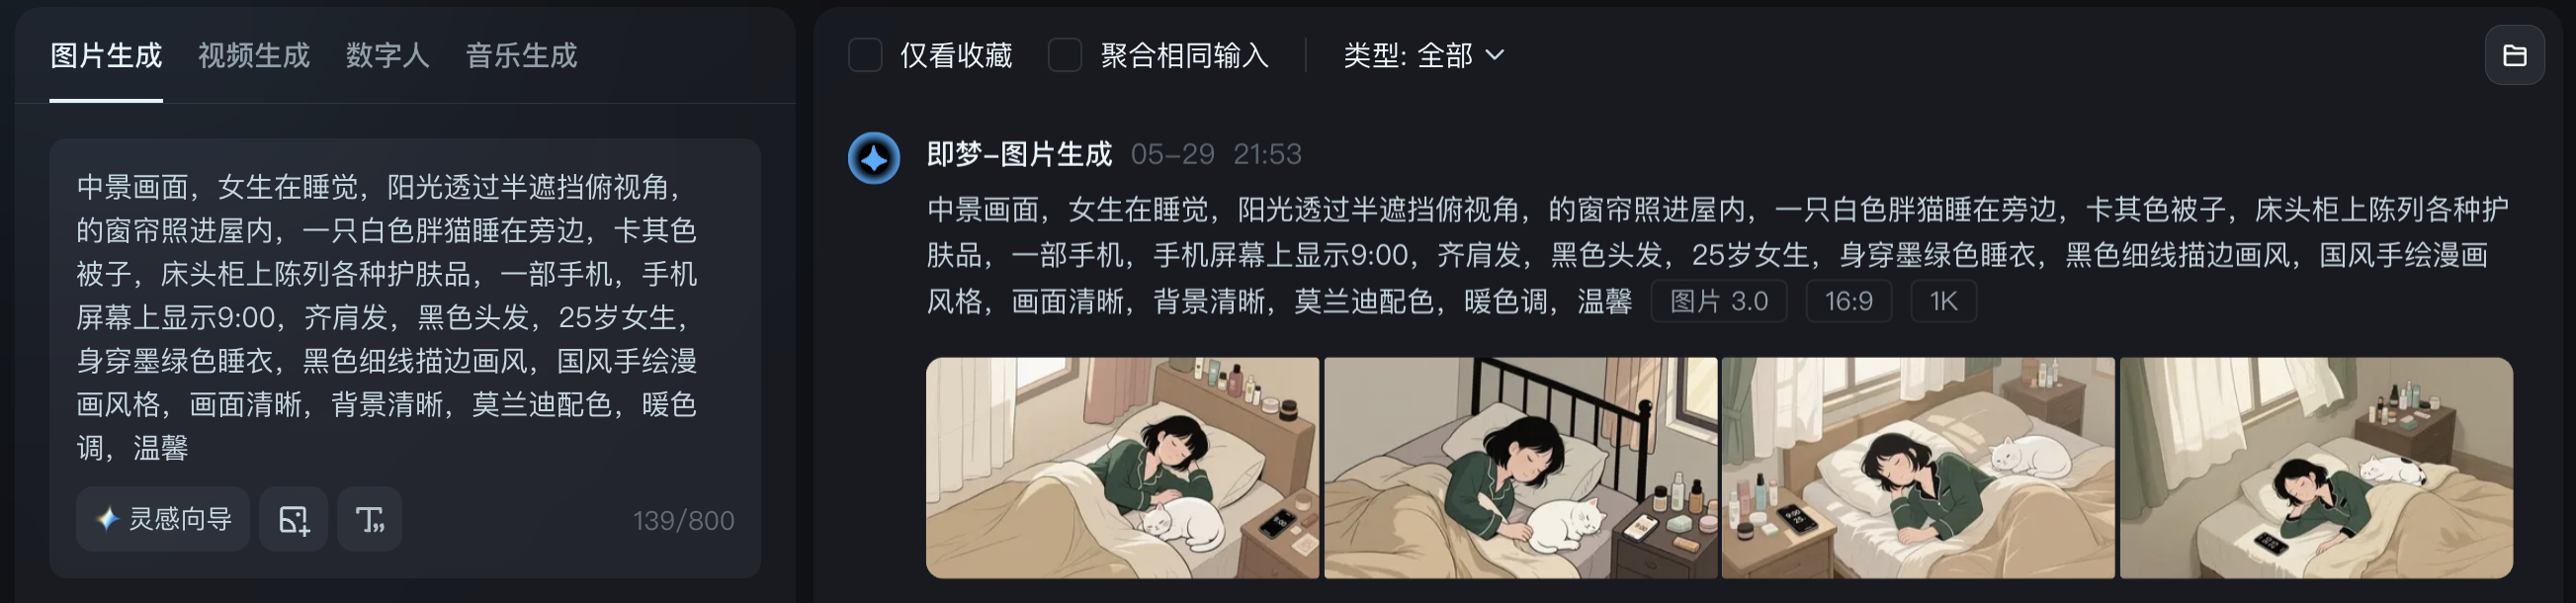 图片生成 视频生成 数字人 音乐生成
中景画面，女生在睡觉，阳光透过半遮挡俯视角，
的窗帘照进屋内，一只白色胖猫睡在旁边，卡其色
被子，床头柜上陈列各种护肤品，一部手机，手机
屏幕上显示9:00，齐肩发，黑色头发，25岁女生，
身穿墨绿色睡衣，黑色细线描边画风，国风手绘漫
画风格，画面清晰，背景清晰，莫兰迪配色，暖色
调，温馨
灵感向导 139/800
仅看收藏 聚合相同输入 类型: 全部
即梦-图片生成 05-29 21:53
中景画面，女生在睡觉，阳光透过半遮挡俯视角，的窗帘照进屋内，一只白色胖猫睡在旁边，卡其色被子，床头柜上陈列各种护
肤品，一部手机，手机屏幕上显示9:00，齐肩发，黑色头发，25岁女生，身穿墨绿色睡衣，黑色细线描边画风，国风手绘漫画
风格，画面清晰，背景清晰，莫兰迪配色，暖色调，温馨 图片 3.0 16:9 1K
9:00
9:00
9:00
25